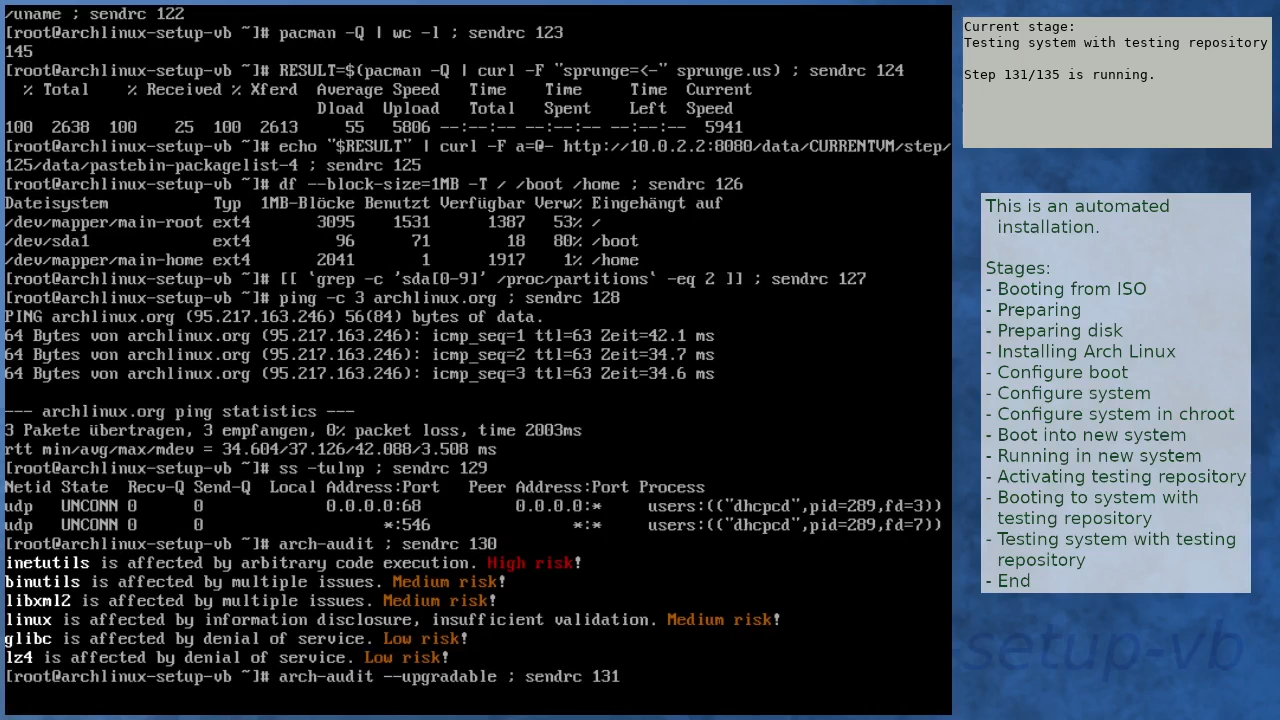 /uname ; sendrc 122
[root@archlinux-setup-vb ~]# pacman -Q | wc -l ; sendrc 123
145
[root@archlinux-setup-vb ~]# RESULT=$(pacman -Q | curl -F "sprunge=<-" sprunge.us) ; sendrc 124
  % Total    % Received % Xferd  Average Speed   Time    Time     Time  Current
                                 Dload  Upload   Total   Spent    Left  Speed
100  2638  100    25  100  2613     55   5806 --:--:-- --:--:-- --:--:--  5941
[root@archlinux-setup-vb ~]# echo "$RESULT" | curl -F a=@- http://10.0.2.2:8080/data/CURRENTVM/step/
125/data/pastebin-packagelist-4 ; sendrc 125
[root@archlinux-setup-vb ~]# df --block-size=1MB -T / /boot /home ; sendrc 126
Dateisystem           Typ  1MB-Blöcke Benutzt Verfügbar Verw% Eingehängt auf
/dev/mapper/main-root ext4       3095    1531      1387   53% /
/dev/sda1             ext4         96      71        18   80% /boot
/dev/mapper/main-home ext4       2041       1      1917    1% /home
[root@archlinux-setup-vb ~]# [[ `grep -c 'sda[0-9]' /proc/partitions` -eq 2 ]] ; sendrc 127
[root@archlinux-setup-vb ~]# ping -c 3 archlinux.org ; sendrc 128
PING archlinux.org (95.217.163.246) 56(84) bytes of data.
64 Bytes von archlinux.org (95.217.163.246): icmp_seq=1 ttl=63 Zeit=42.1 ms
64 Bytes von archlinux.org (95.217.163.246): icmp_seq=2 ttl=63 Zeit=34.7 ms
64 Bytes von archlinux.org (95.217.163.246): icmp_seq=3 ttl=63 Zeit=34.6 ms
--- archlinux.org ping statistics ---
3 Pakete übertragen, 3 empfangen, 0% packet loss, time 2003ms
rtt min/avg/max/mdev = 34.604/37.126/42.088/3.508 ms
[root@archlinux-setup-vb ~]# ss -tulnp ; sendrc 129
Netid State  Recv-Q Send-Q  Local Address:Port   Peer Address:Port Process
udp   UNCONN 0      0             0.0.0.0:68          0.0.0.0:*     users:(("dhcpcd",pid=289,fd=3))
udp   UNCONN 0      0                   *:546               *:*     users:(("dhcpcd",pid=289,fd=7))
[root@archlinux-setup-vb ~]# arch-audit ; sendrc 130
inetutils is affected by arbitrary code execution. High risk!
binutils is affected by multiple issues. Medium risk!
libxml2 is affected by multiple issues. Medium risk!
linux is affected by information disclosure, insufficient validation. Medium risk!
glibc is affected by denial of service. Low risk!
lz4 is affected by denial of service. Low risk!
[root@archlinux-setup-vb ~]# arch-audit --upgradable ; sendrc 131
Current stage:
Testing system with testing repository
Step 131/135 is running.
This is an automated
installation.
Stages:
- Booting from ISO
- Preparing
- Preparing disk
- Installing Arch Linux
- Configure boot
- Configure system
- Configure system in chroot
- Boot into new system
- Running in new system
- Activating testing repository
- Booting to system with
testing repository
- Testing system with testing
repository
- End
setup-vb